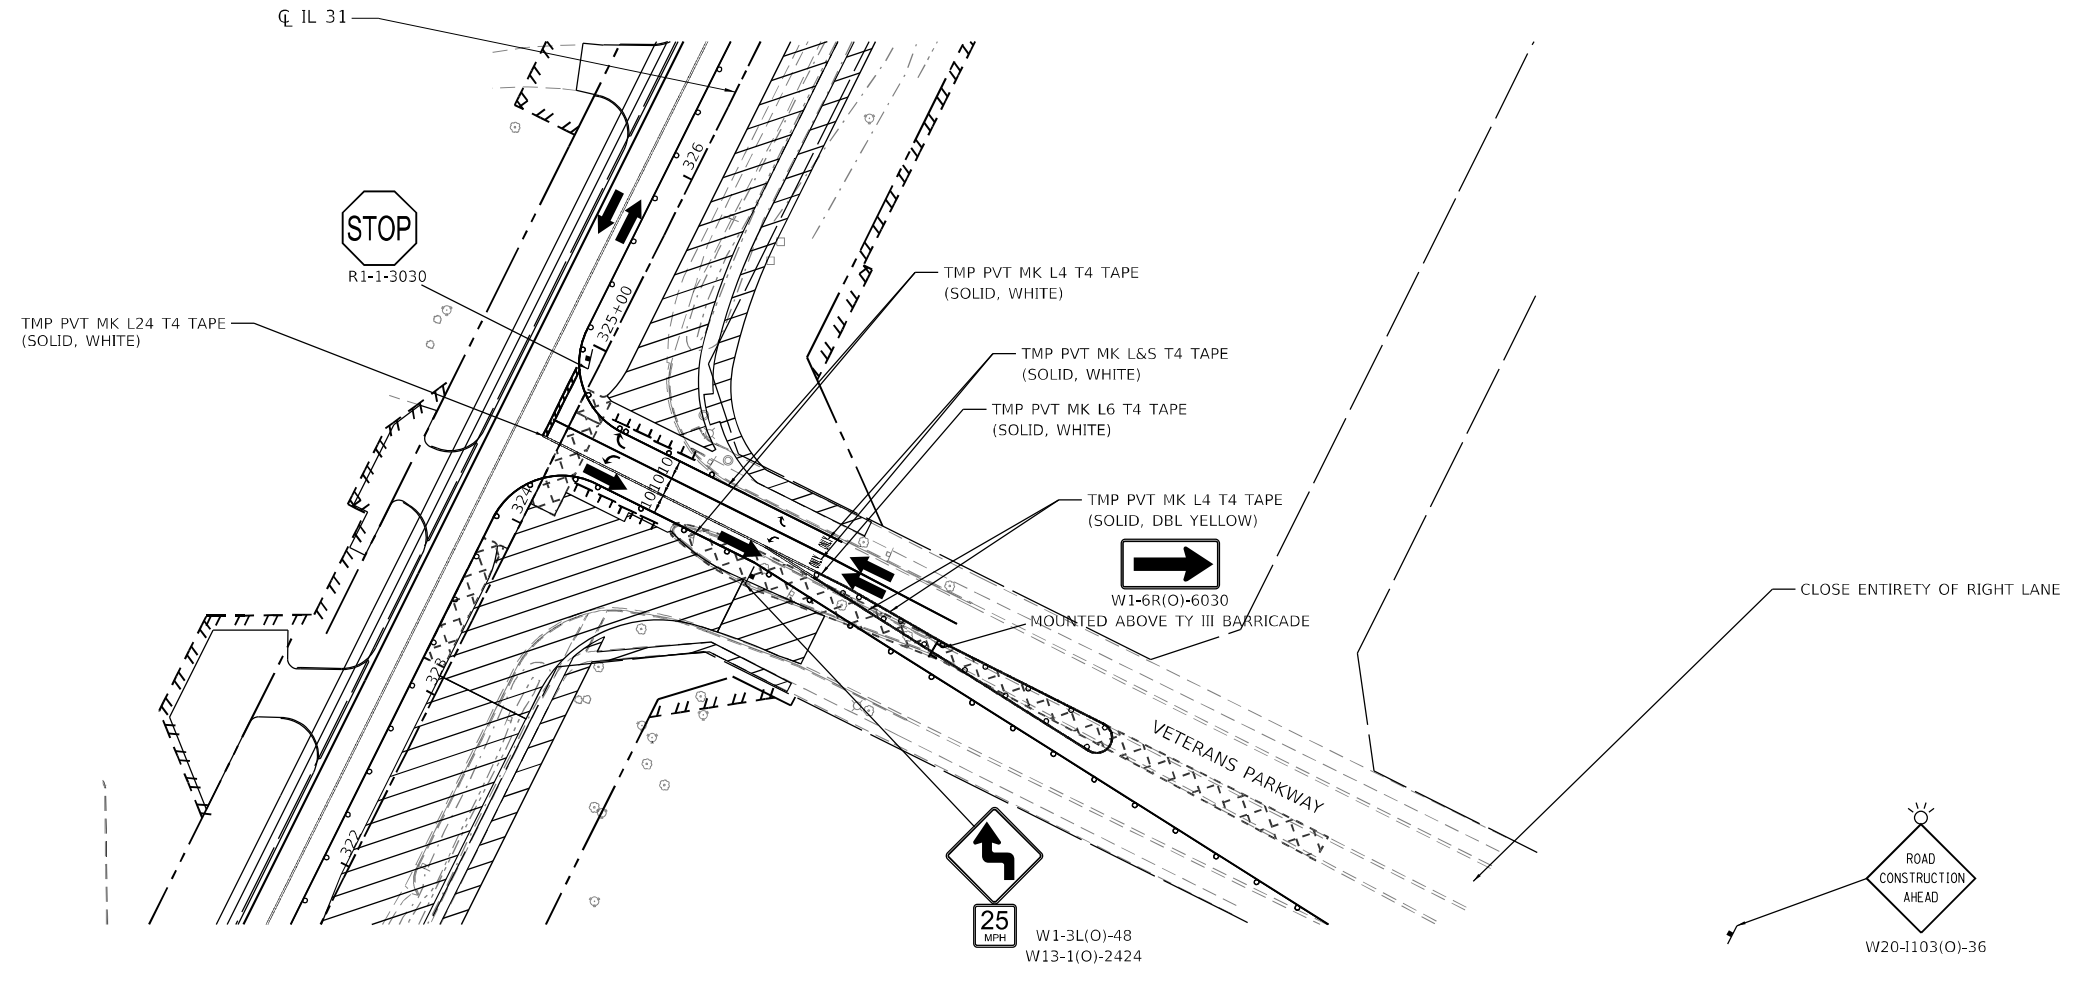 ℄ IL 31
326
STOP
R1-1-3030
TMP PVT MK L4 T4 TAPE
(SOLID, WHITE)
325+00
TMP PVT MK L24 T4 TAPE
(SOLID, WHITE)
TMP PVT MK L&S T4 TAPE
(SOLID, WHITE)
TMP PVT MK L6 T4 TAPE
(SOLID, WHITE)
324
TMP PVT MK L4 T4 TAPE
(SOLID, DBL YELLOW)
ONLY
ONLY
W1-6R(O)-6030
MOUNTED ABOVE TY III BARRICADE
CLOSE ENTIRETY OF RIGHT LANE
VETERANS PARKWAY
322
ROAD
CONSTRUCTION
AHEAD
W20-I103(O)-36
25
MPH
W1-3L(O)-48
W13-1(O)-2424